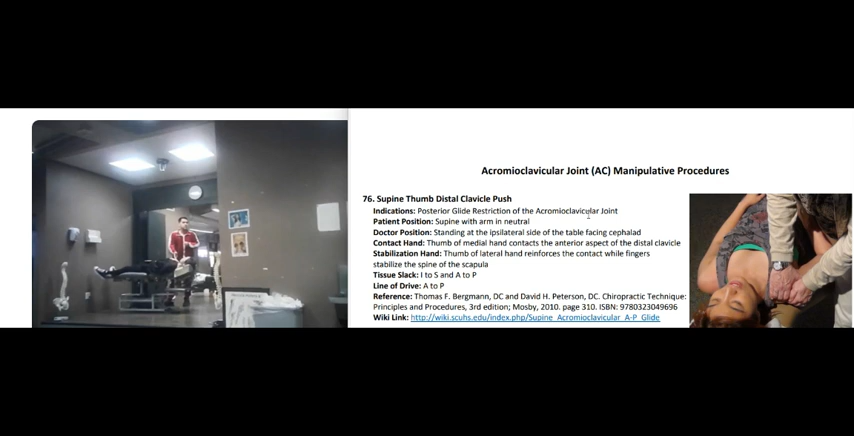 Acromioclavicular Joint (AC) Manipulative Procedures
76. Supine Thumb Distal Clavicle Push
Indications: Posterior Glide Restriction of the Acromioclavicular Joint
Patient Position: Supine with arm in neutral
Doctor Position: Standing at the ipsilateral side of the table facing cephalad
Contact Hand: Thumb of medial hand contacts the anterior aspect of the distal clavicle
Stabilization Hand: Thumb of lateral hand reinforces the contact while fingers
stabilize the spine of the scapula
Tissue Slack: I to S and A to P
Line of Drive: A to P
Reference: Thomas F. Bergmann, DC and David H. Peterson, DC. Chiropractic Technique:
Principles and Procedures, 3rd edition; Mosby, 2010. page 310. ISBN: 9780323049696
Wiki Link: http://wiki.scuhs.edu/index.php/Supine_Acromioclavicular_A-P_Glide